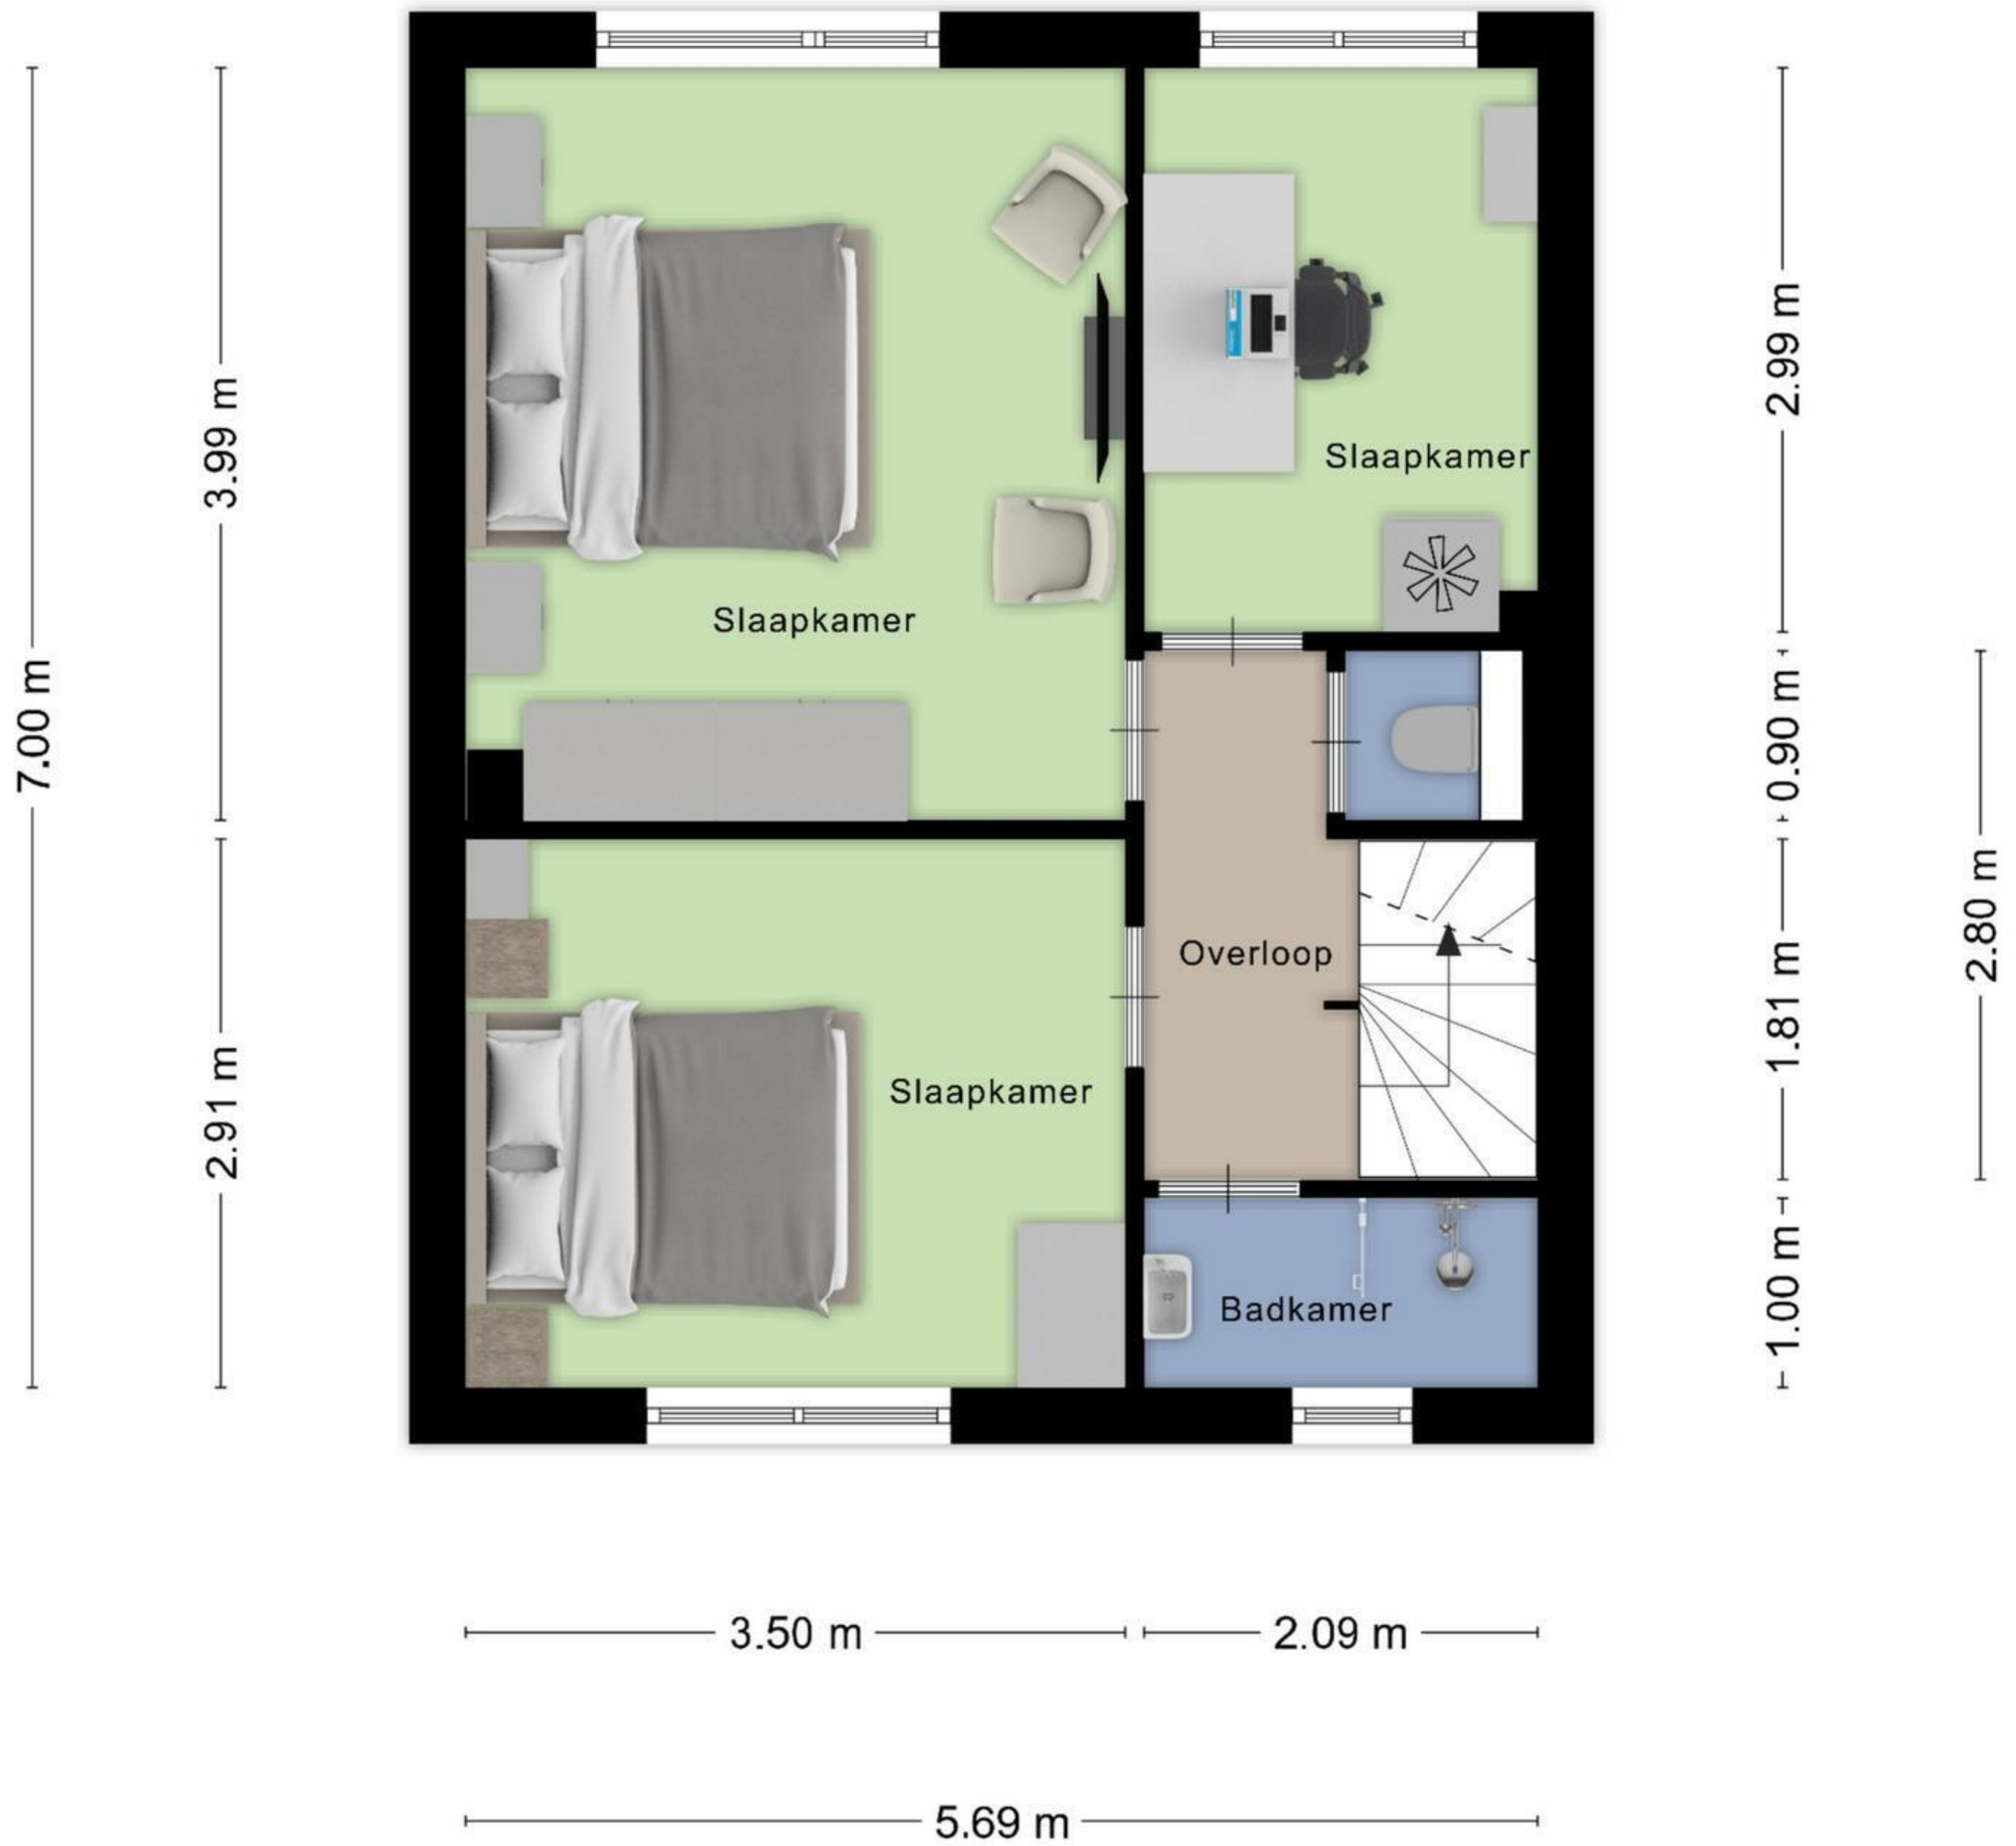 Slaapkamer
Slaapkamer
Overloop
Slaapkamer
Badkamer
7.00 m
3.99 m
2.91 m
2.99 m
0.90 m
1.81 m
1.00 m
2.80 m
3.50 m
2.09 m
5.69 m